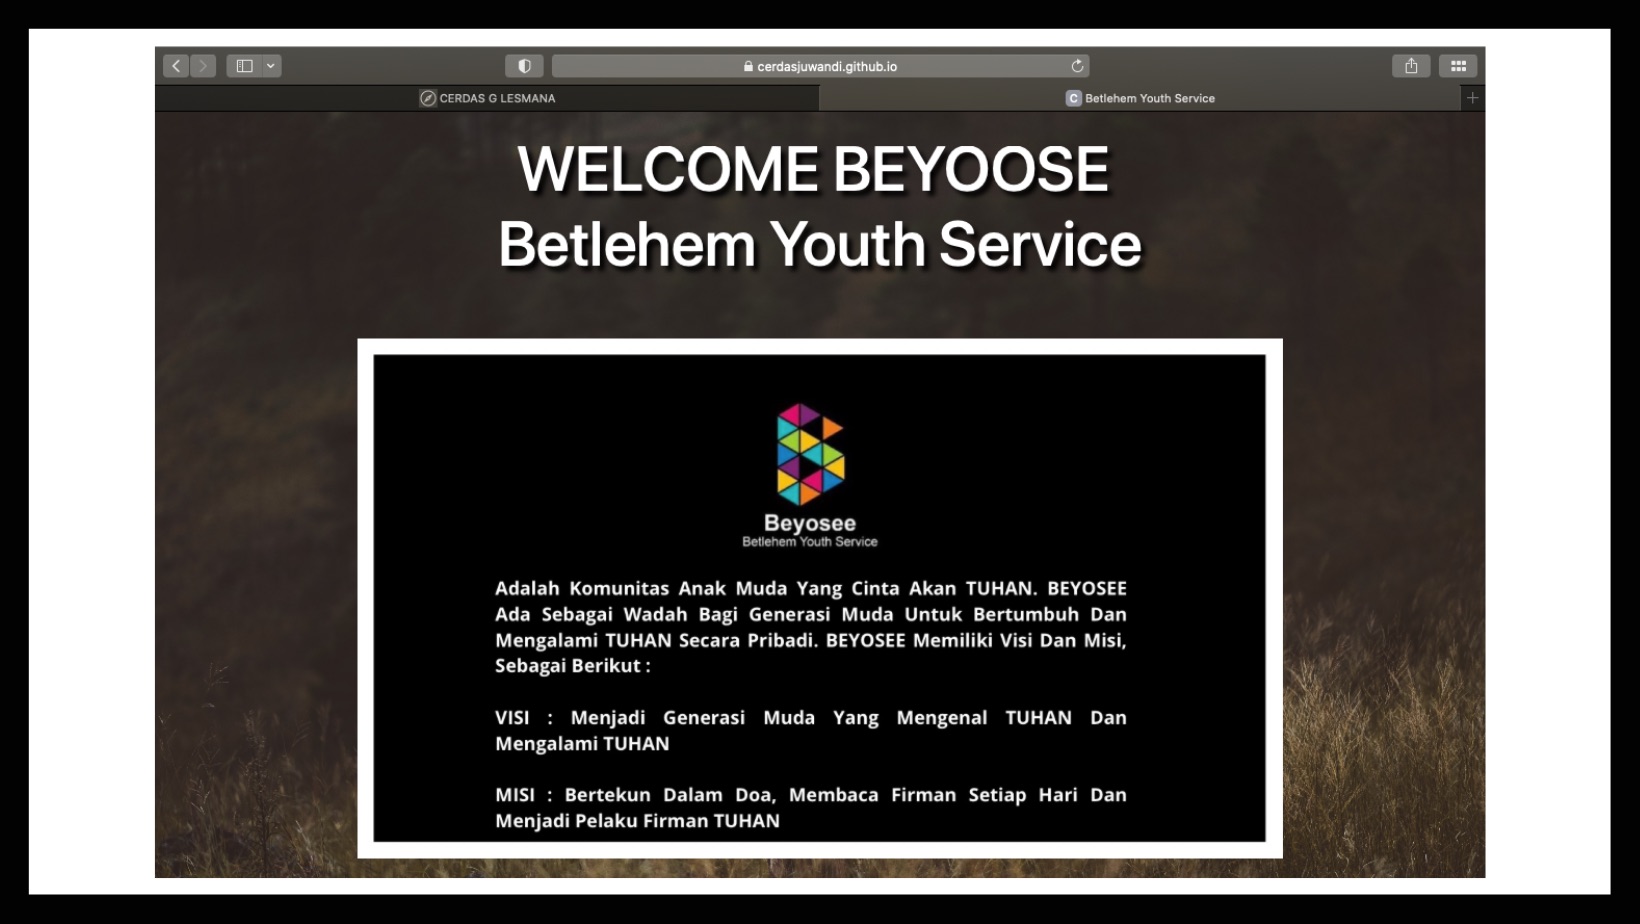 cerdasjuwandi.github.io
CERDAS G LESMANA
C Betlehem Youth Service
WELCOME BEYOOSE
Betlehem Youth Service
Beyosee
Betlehem Youth Service
Adalah Komunitas Anak Muda Yang Cinta Akan TUHAN. BEYOSEE
Ada Sebagai Wadah Bagi Generasi Muda Untuk Bertumbuh Dan
Mengalami TUHAN Secara Pribadi. BEYOSEE Memiliki Visi Dan Misi,
Sebagai Berikut :
VISI : Menjadi Generasi Muda Yang Mengenal TUHAN Dan
Mengalami TUHAN
MISI : Bertekun Dalam Doa, Membaca Firman Setiap Hari Dan
Menjadi Pelaku Firman TUHAN